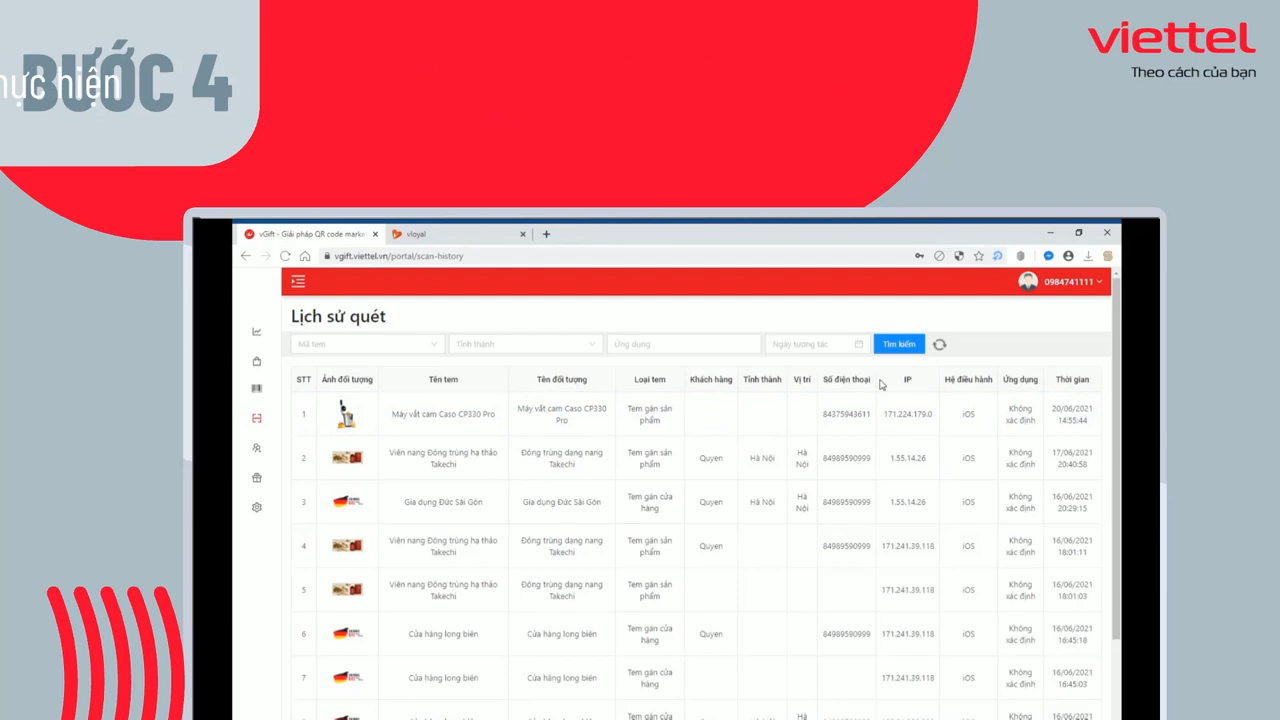 BƯỚC 4
hực hiện
viettel
Theo cách của bạn
vGift - Giải pháp QR code marke
vloyal
vgift.viettel.vn/portal/scan-history
0984741111
Lịch sử quét
Mã tem
Tỉnh thành
Ứng dụng
Ngày tương tác
Tìm kiếm
STT Ảnh đối tượng Tên tem Tên đối tượng Loại tem Khách hàng Tỉnh thành Vị trí Số điện thoại IP Hệ điều hành Ứng dụng Thời gian
1 Máy vắt cam Caso CP330 Pro Máy vắt cam Caso CP330 Pro Tem gán sản phẩm 84375943611 171.224.179.0 iOS Không xác định 20/06/2021 14:55:44
2 Viên nang Đông trùng hạ thảo Takechi Đông trùng dạng nang Takechi Tem gán sản phẩm Quyen Hà Nội Hà Nội 84989590999 1.55.14.26 iOS Không xác định 17/06/2021 20:40:58
3 Gia dụng Đức Sài Gòn Gia dụng Đức Sài Gòn Tem gán cửa hàng Quyen Hà Nội Hà Nội 84989590999 1.55.14.26 iOS Không xác định 16/06/2021 20:29:15
4 Viên nang Đông trùng hạ thảo Takechi Đông trùng dạng nang Takechi Tem gán sản phẩm Quyen 84989590999 171.241.39.118 iOS Không xác định 16/06/2021 18:01:11
5 Viên nang Đông trùng hạ thảo Takechi Đông trùng dạng nang Takechi Tem gán sản phẩm 171.241.39.118 iOS Không xác định 16/06/2021 18:01:03
6 Cửa hàng long biên Cửa hàng long biên Tem gán cửa hàng Quyen 84989590999 171.241.39.118 iOS Không xác định 16/06/2021 16:45:18
7 Cửa hàng long biên Cửa hàng long biên Tem gán cửa hàng 171.241.39.118 iOS Không xác định 16/06/2021 16:45:03